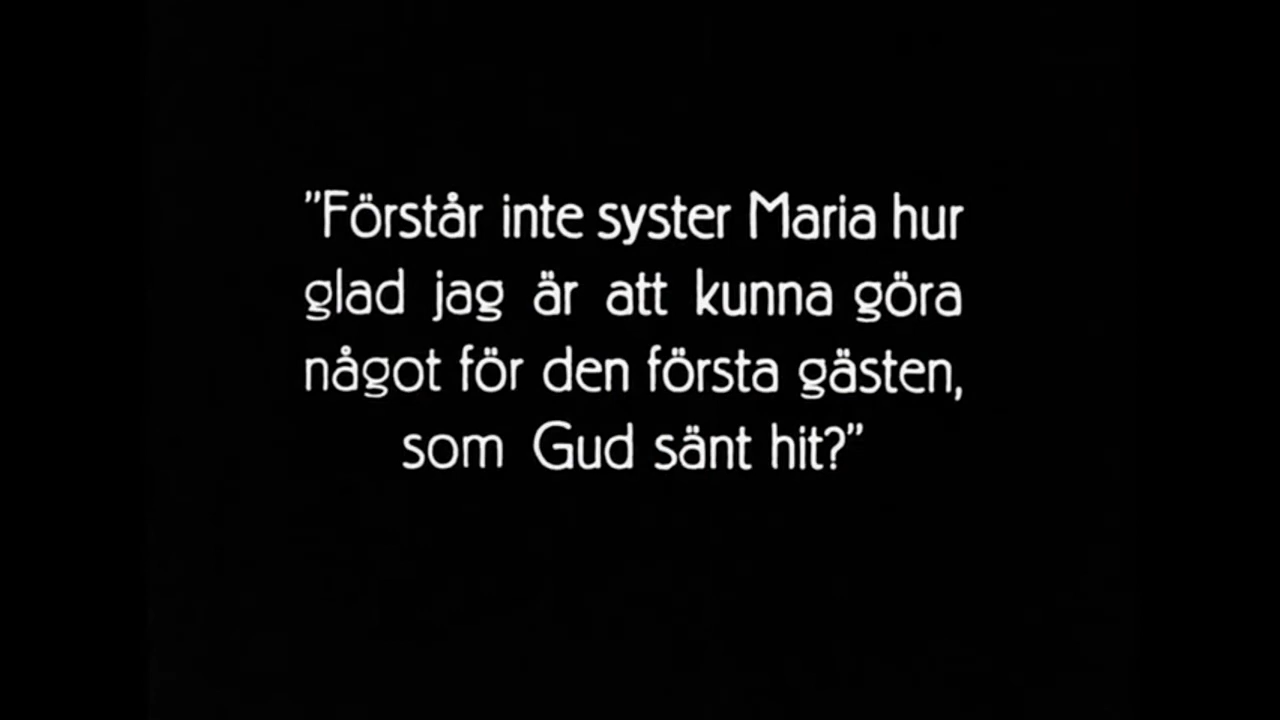 ”Förstår inte syster Maria hur
glad jag är att kunna göra
något för den första gästen,
som Gud sänt hit?”